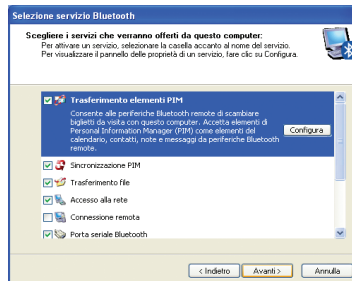 Selezione servizio Bluetooth
Scegliere i servizi che verranno offerti da questo computer:
Per attivare un servizio, selezionare la casella accanto al nome del servizio.
Per visualizzare il pannello delle proprietà di un servizio, fare clic su Configura.
Trasferimento elementi PIM
Consente alle periferiche Bluetooth remote di scambiare
biglietti da visita con questo computer. Accetta elementi di
Personal Information Manager (PIM) come elementi del
calendario, contatti, note e messaggi da periferiche Bluetooth
remote.
Configura
Sincronizzazione PIM
Trasferimento file
Accesso alla rete
Connessione remota
Porta seriale Bluetooth
< Indietro
Avanti >
Annulla